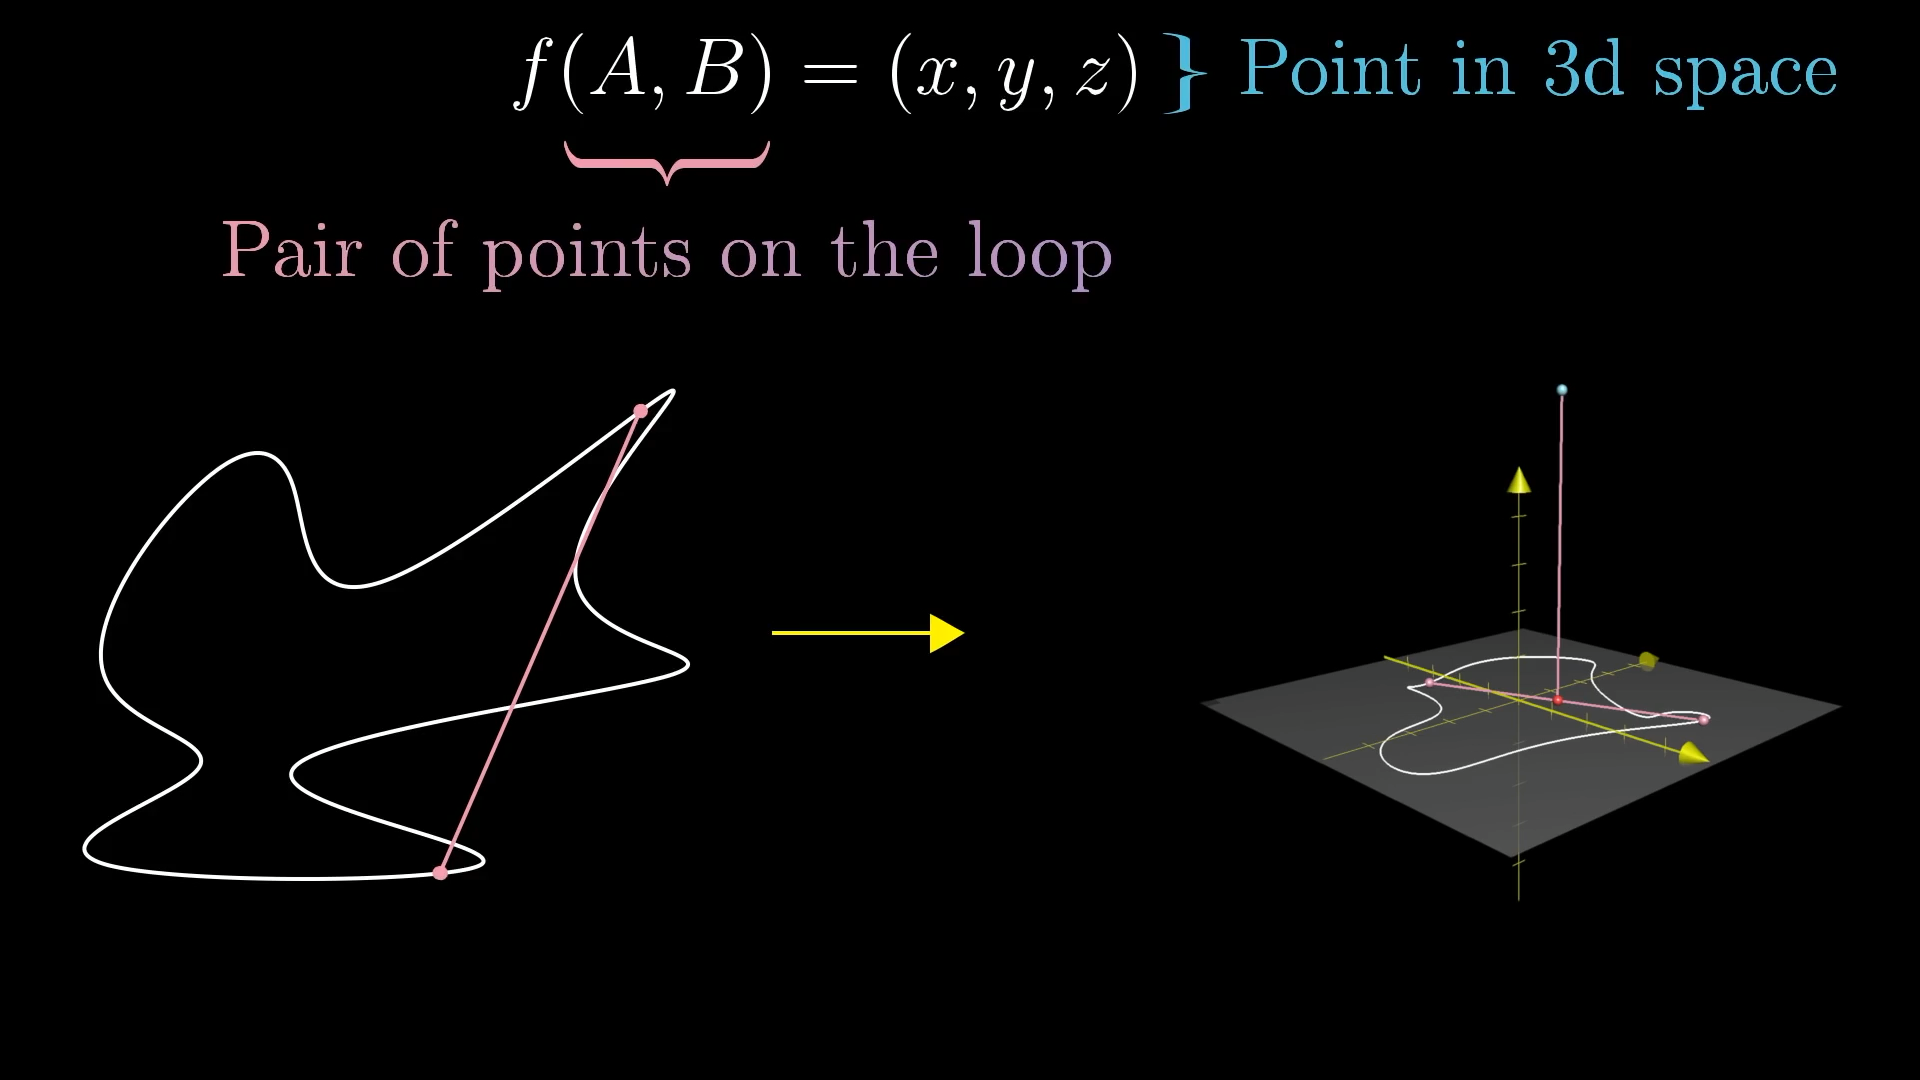 f(A, B) = (x, y, z) } Point in 3d space
Pair of points on the loop